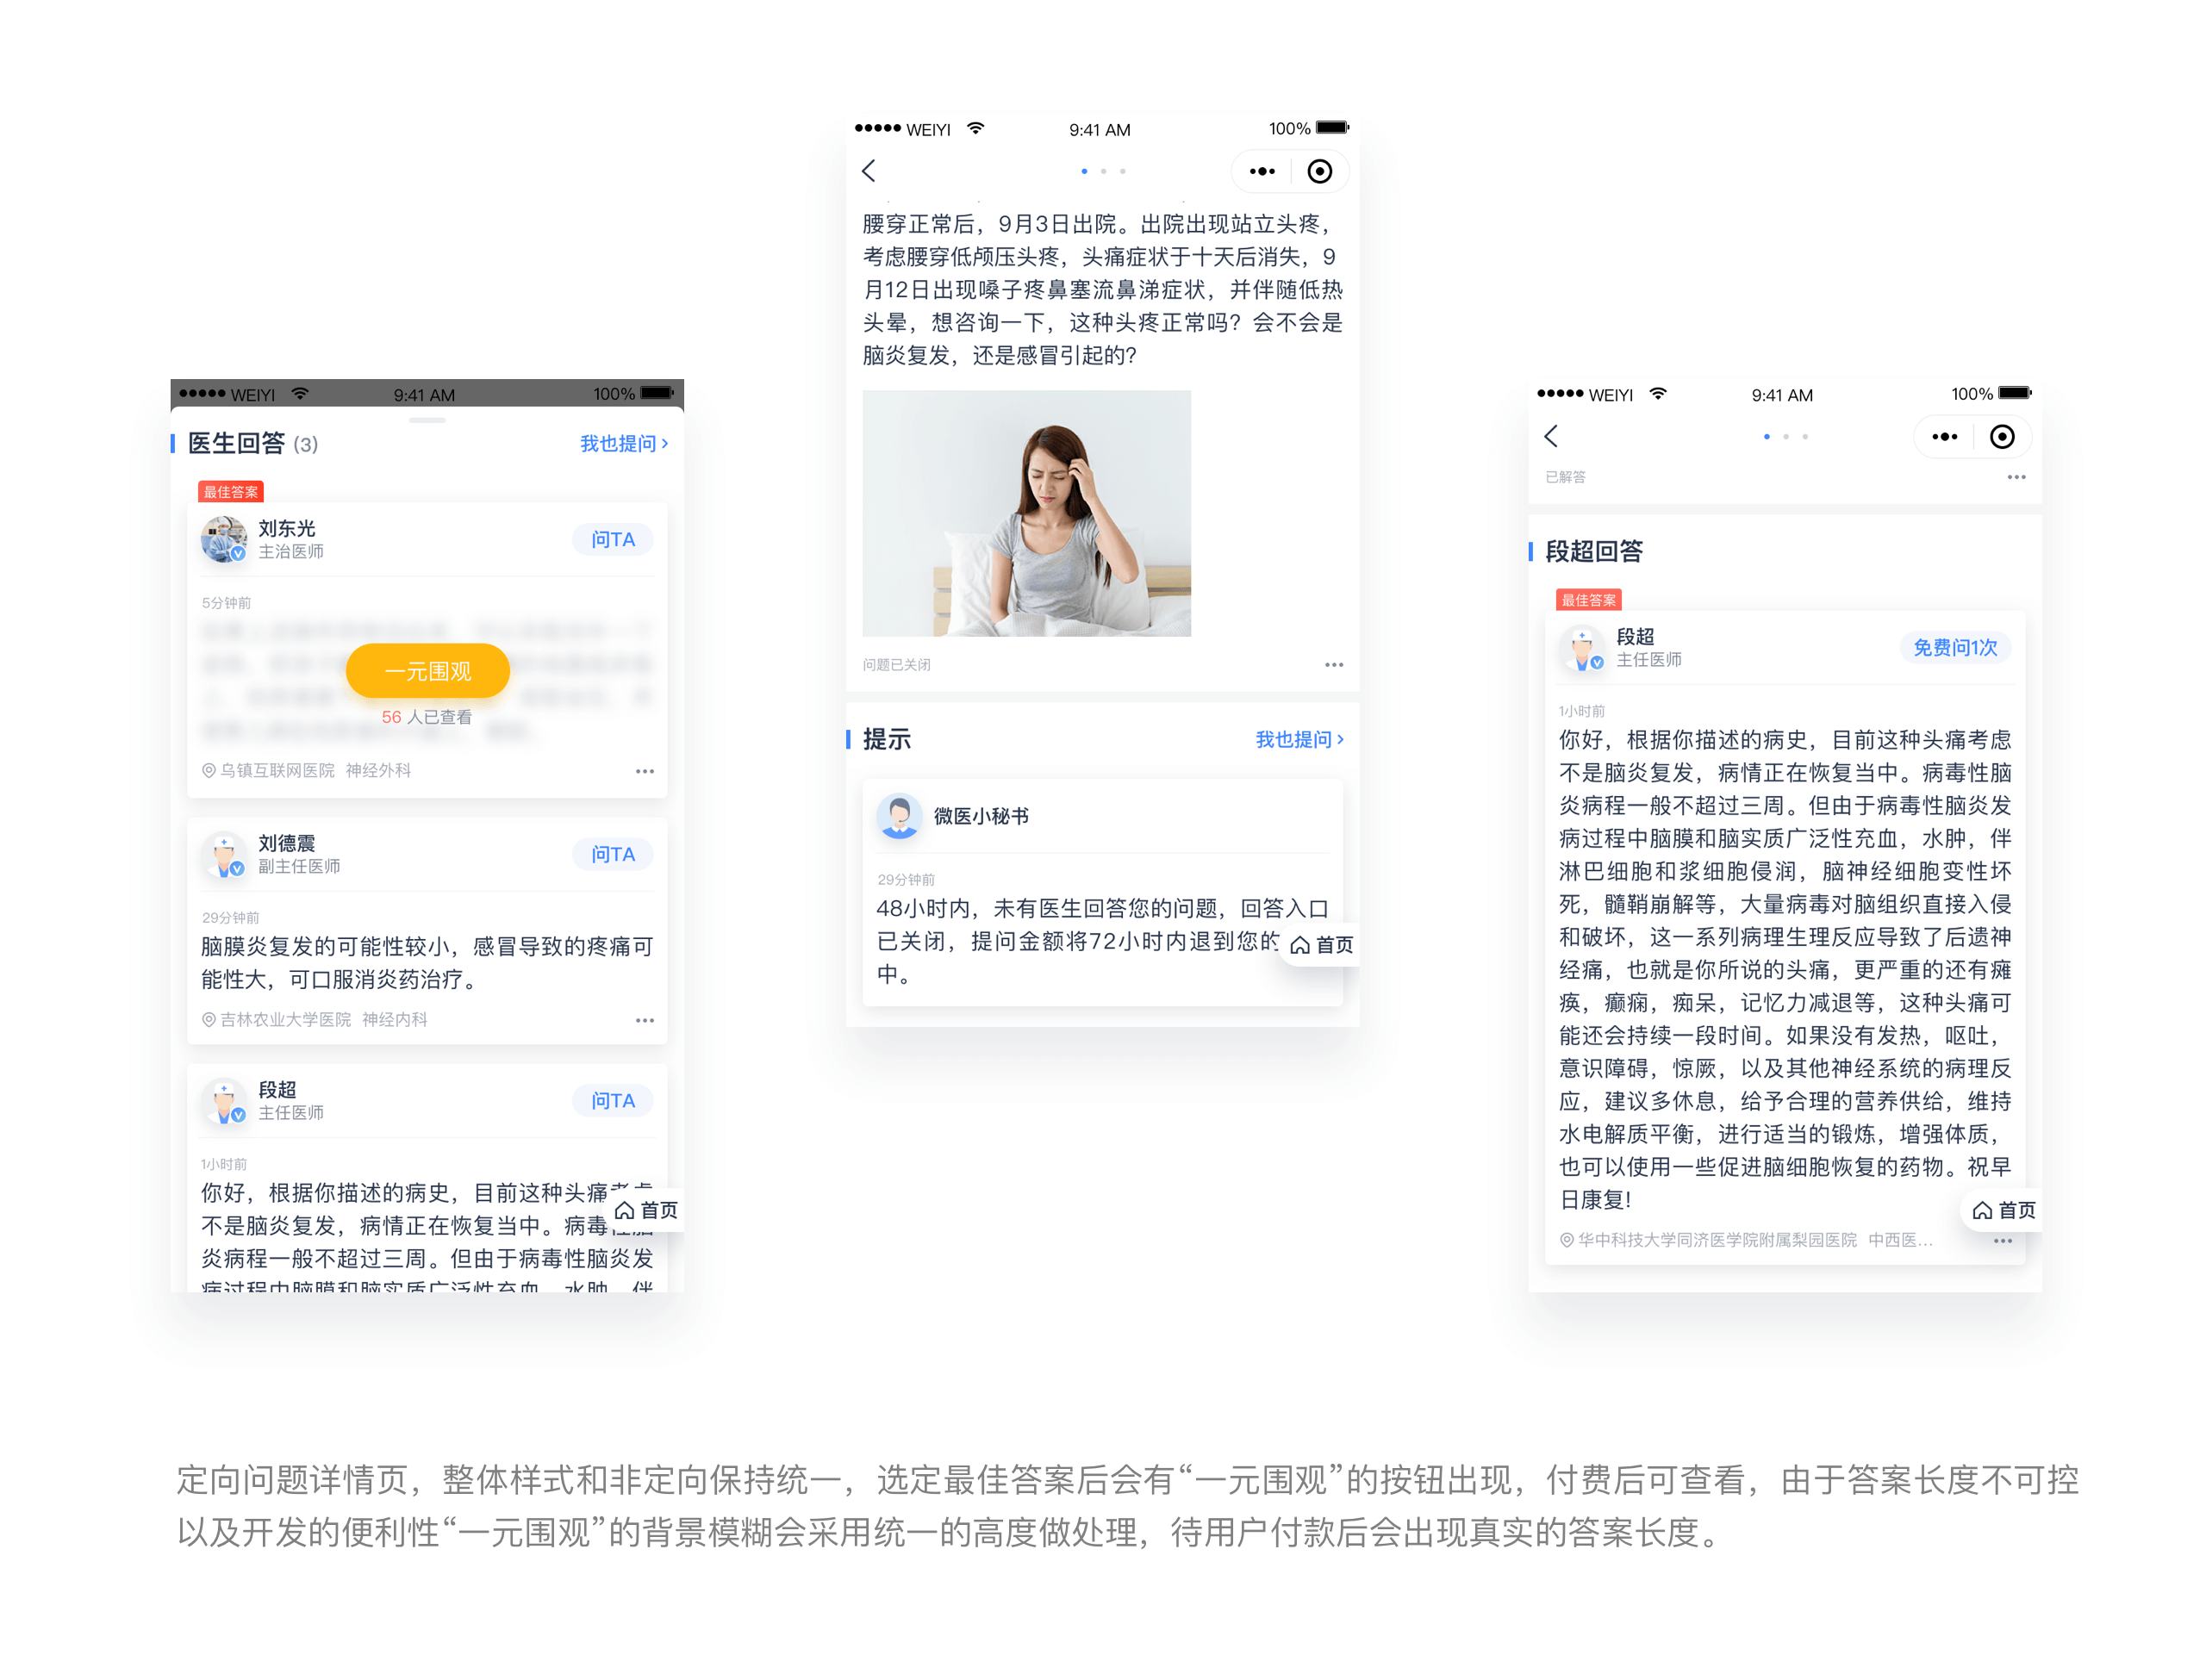 WEIYI 9:41 AM 100%
医生回答 (3) 我也提问
最佳答案
刘东光
主治医师
问TA
5分钟前
一元围观
56 人已查看
乌镇互联网医院 神经外科
刘德震
副主任医师
问TA
29分钟前
脑膜炎复发的可能性较小，感冒导致的疼痛可
能性大，可口服消炎药治疗。
吉林农业大学医院 神经内科
段超
主任医师
问TA
1小时前
你好，根据你描述的病史，目前这种头痛考虑
不是脑炎复发，病情正在恢复当中。病毒性脑
炎病程一般不超过三周。但由于病毒性脑炎发
病过程中脑膜和脑实质广泛性充血，水肿，伴
首页
WEIYI 9:41 AM 100%
腰穿正常后，9月3日出院。出院出现站立头疼，
考虑腰穿低颅压头疼，头痛症状于十天后消失，9
月12日出现嗓子疼鼻塞流鼻涕症状，并伴随低热
头晕，想咨询一下，这种头疼正常吗？会不会是
脑炎复发，还是感冒引起的？
问题已关闭
提示 我也提问
微医小秘书
29分钟前
48小时内，未有医生回答您的问题，回答入口
已关闭，提问金额将72小时内退到您的
中。
首页
WEIYI 9:41 AM 100%
已解答
段超回答
最佳答案
段超
主任医师
免费问1次
1小时前
你好，根据你描述的病史，目前这种头痛考虑
不是脑炎复发，病情正在恢复当中。病毒性脑
炎病程一般不超过三周。但由于病毒性脑炎发
病过程中脑膜和脑实质广泛性充血，水肿，伴
淋巴细胞和浆细胞侵润，脑神经细胞变性坏
死，髓鞘崩解等，大量病毒对脑组织直接入侵
和破坏，这一系列病理生理反应导致了后遗神
经痛，也就是你所说的头痛，更严重的还有瘫
痪，癫痫，痴呆，记忆力减退等，这种头痛可
能还会持续一段时间。如果没有发热，呕吐，
意识障碍，惊厥，以及其他神经系统的病理反
应，建议多休息，给予合理的营养供给，维持
水电解质平衡，进行适当的锻炼，增强体质，
也可以使用一些促进脑细胞恢复的药物。祝早
日康复！
首页
华中科技大学同济医学院附属梨园医院 中西医...
定向问题详情页，整体样式和非定向保持统一，选定最佳答案后会有“一元围观”的按钮出现，付费后可查看，由于答案长度不可控
以及开发的便利性“一元围观”的背景模糊会采用统一的高度做处理，待用户付款后会出现真实的答案长度。